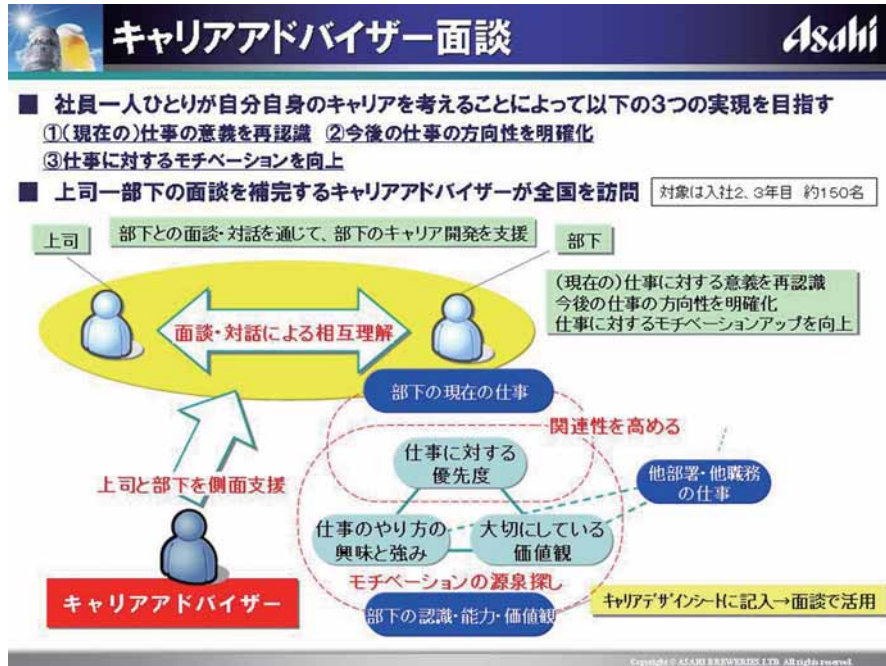 キャリアアドバイザー面談
Asahi
■ 社員一人ひとりが自分自身のキャリアを考えることによって以下の3つの実現を目指す
①(現在の)仕事の意義を再認識 ②今後の仕事の方向性を明確化
③仕事に対するモチベーションを向上
■ 上司ー部下の面談を補完するキャリアアドバイザーが全国を訪問
対象は入社2、3年目 約150名
上司
部下との面談・対話を通じて、部下のキャリア開発を支援
部下
(現在の)仕事に対する意義を再認識
今後の仕事の方向性を明確化
仕事に対するモチベーションアップを向上
面談・対話による相互理解
部下の現在の仕事
関連性を高める
仕事に対する
優先度
上司と部下を側面支援
他部署・他職務
の仕事
仕事のやり方の
興味と強み
大切にしている
価値観
モチベーションの源泉探し
キャリアアドバイザー
部下の認識・能力・価値観
キャリアデザインシートに記入→面談で活用
Copyright © ASAHI BREWERIES,LTD. All rights reserved.